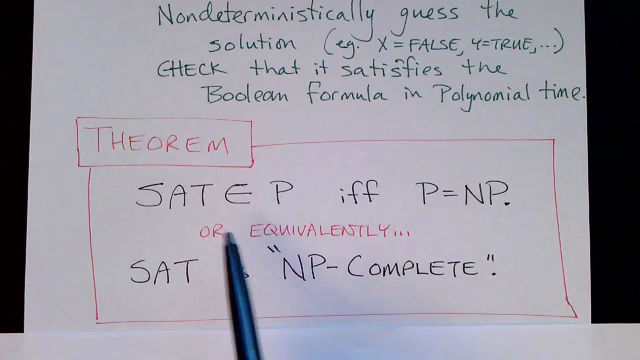 Nondeterministically guess the
solution (eg. X=FALSE, Y=TRUE,...)
CHECK that it satisfies the
Boolean formula in Polynomial time.
THEOREM
SAT ∈ P iff P=NP.
OR EQUIVALENTLY...
SAT "NP-COMPLETE".